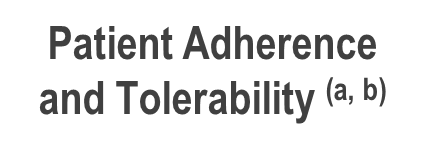 Patient Adherence
and Tolerability (a, b)